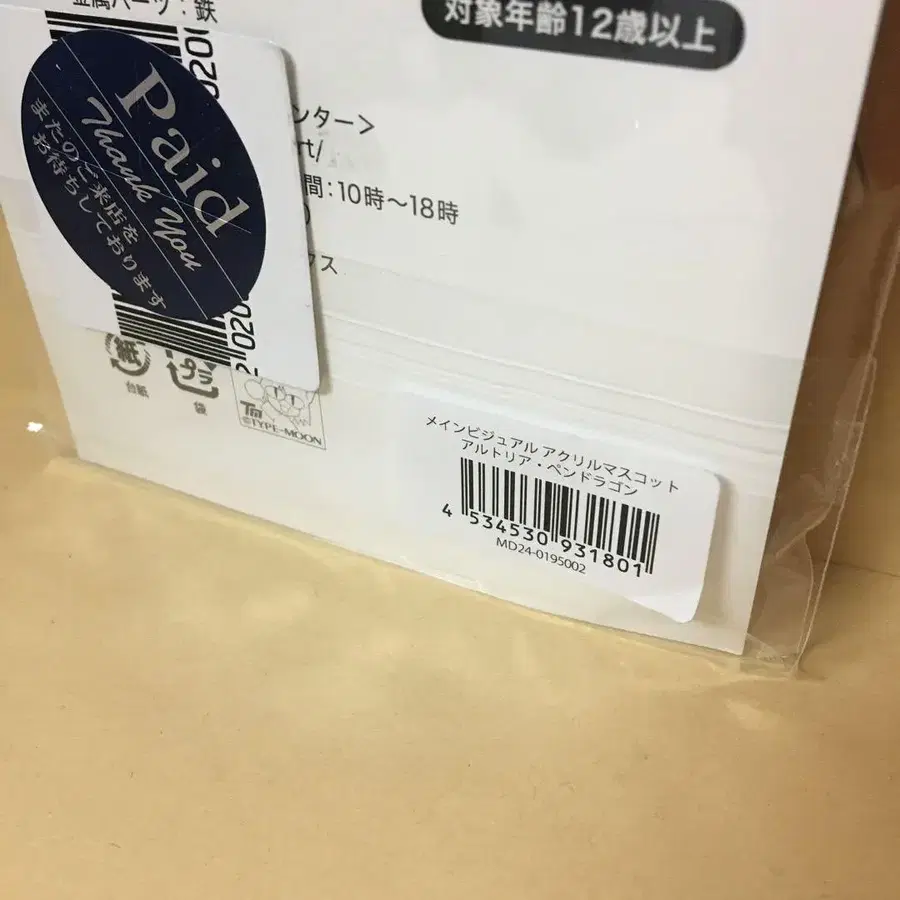 金属パーツ：鉄
対象年齢12歳以上
Paid
Thank You
またのご来店を
お待ちしております
ンター＞
rt/
間：10時～18時
クス
紙
台紙
プラ
袋
TM
©TYPE-MOON
メインビジュアル アクリルマスコット
アルトリア・ペンドラゴン
4 534530 931801
MD24-0195002